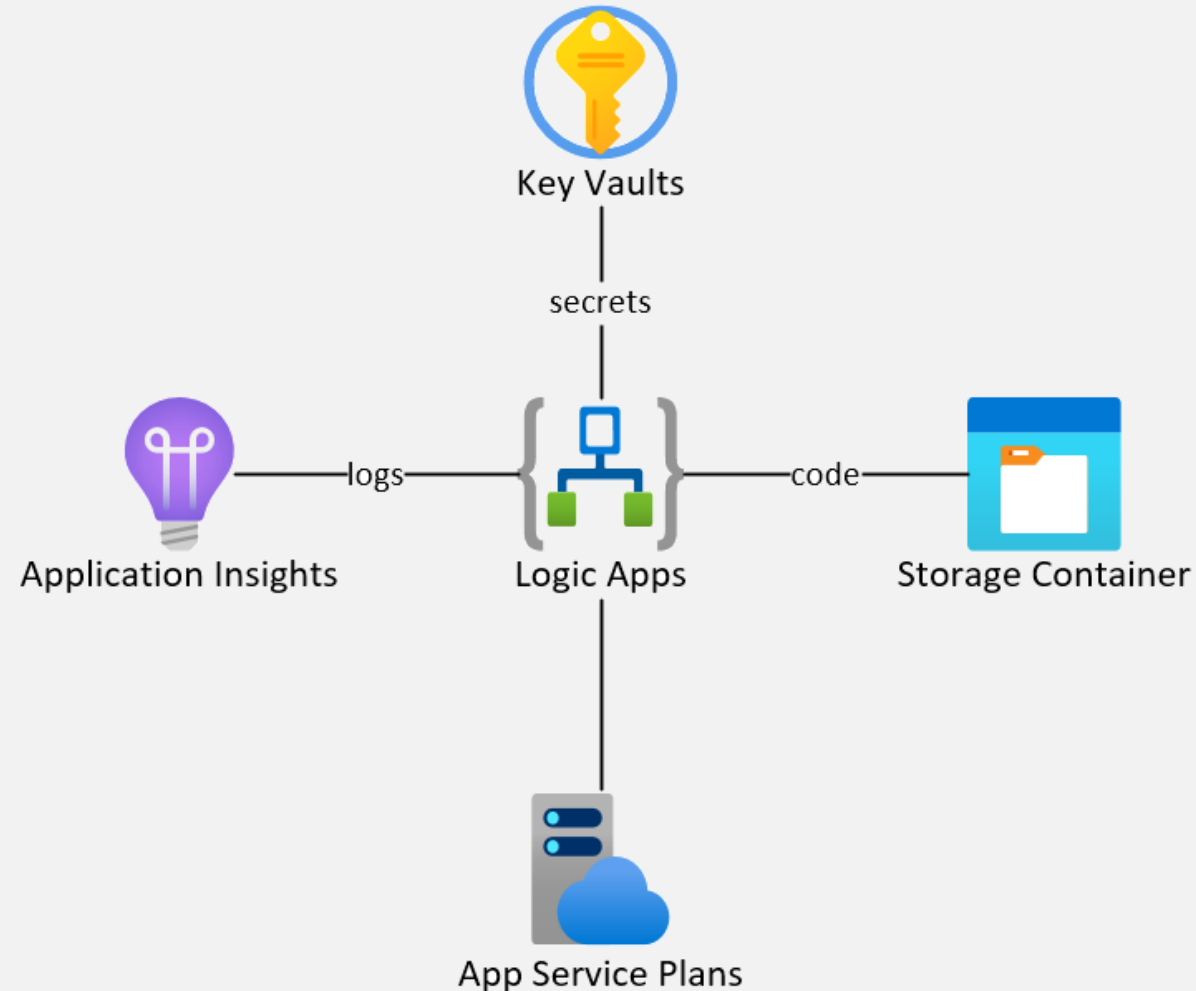 Key Vaults
secrets
logs
code
Application Insights
Logic Apps
Storage Container
App Service Plans